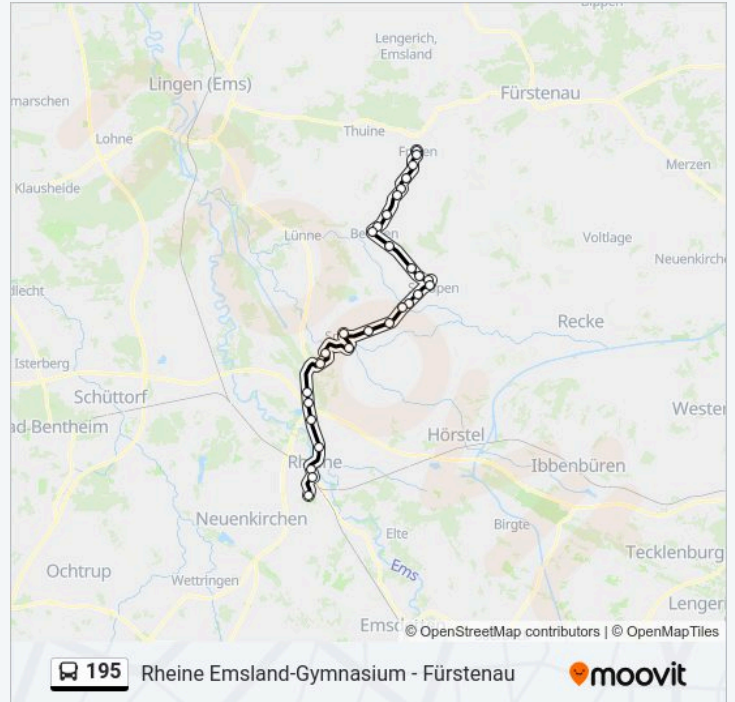 Bippen
Lengerich,
Emsland
Lingen (Ems)
Fürstenau
marschen
Thuine
Lohne
Merzen
Klausheide
Lünne
Voltlage
Neuenkirche
Recke
Isterberg
Schüttorf
Wester
ad Bentheim
Hörstel
Ibbenbüren
Neuenkirchen
Birgte
Elte
Tecklenburg
Ochtrup
Ems
Wettringen
Lenger
© OpenStreetMap contributors | © OpenMapTiles
195 Rheine Emsland-Gymnasium - Fürstenau moovit